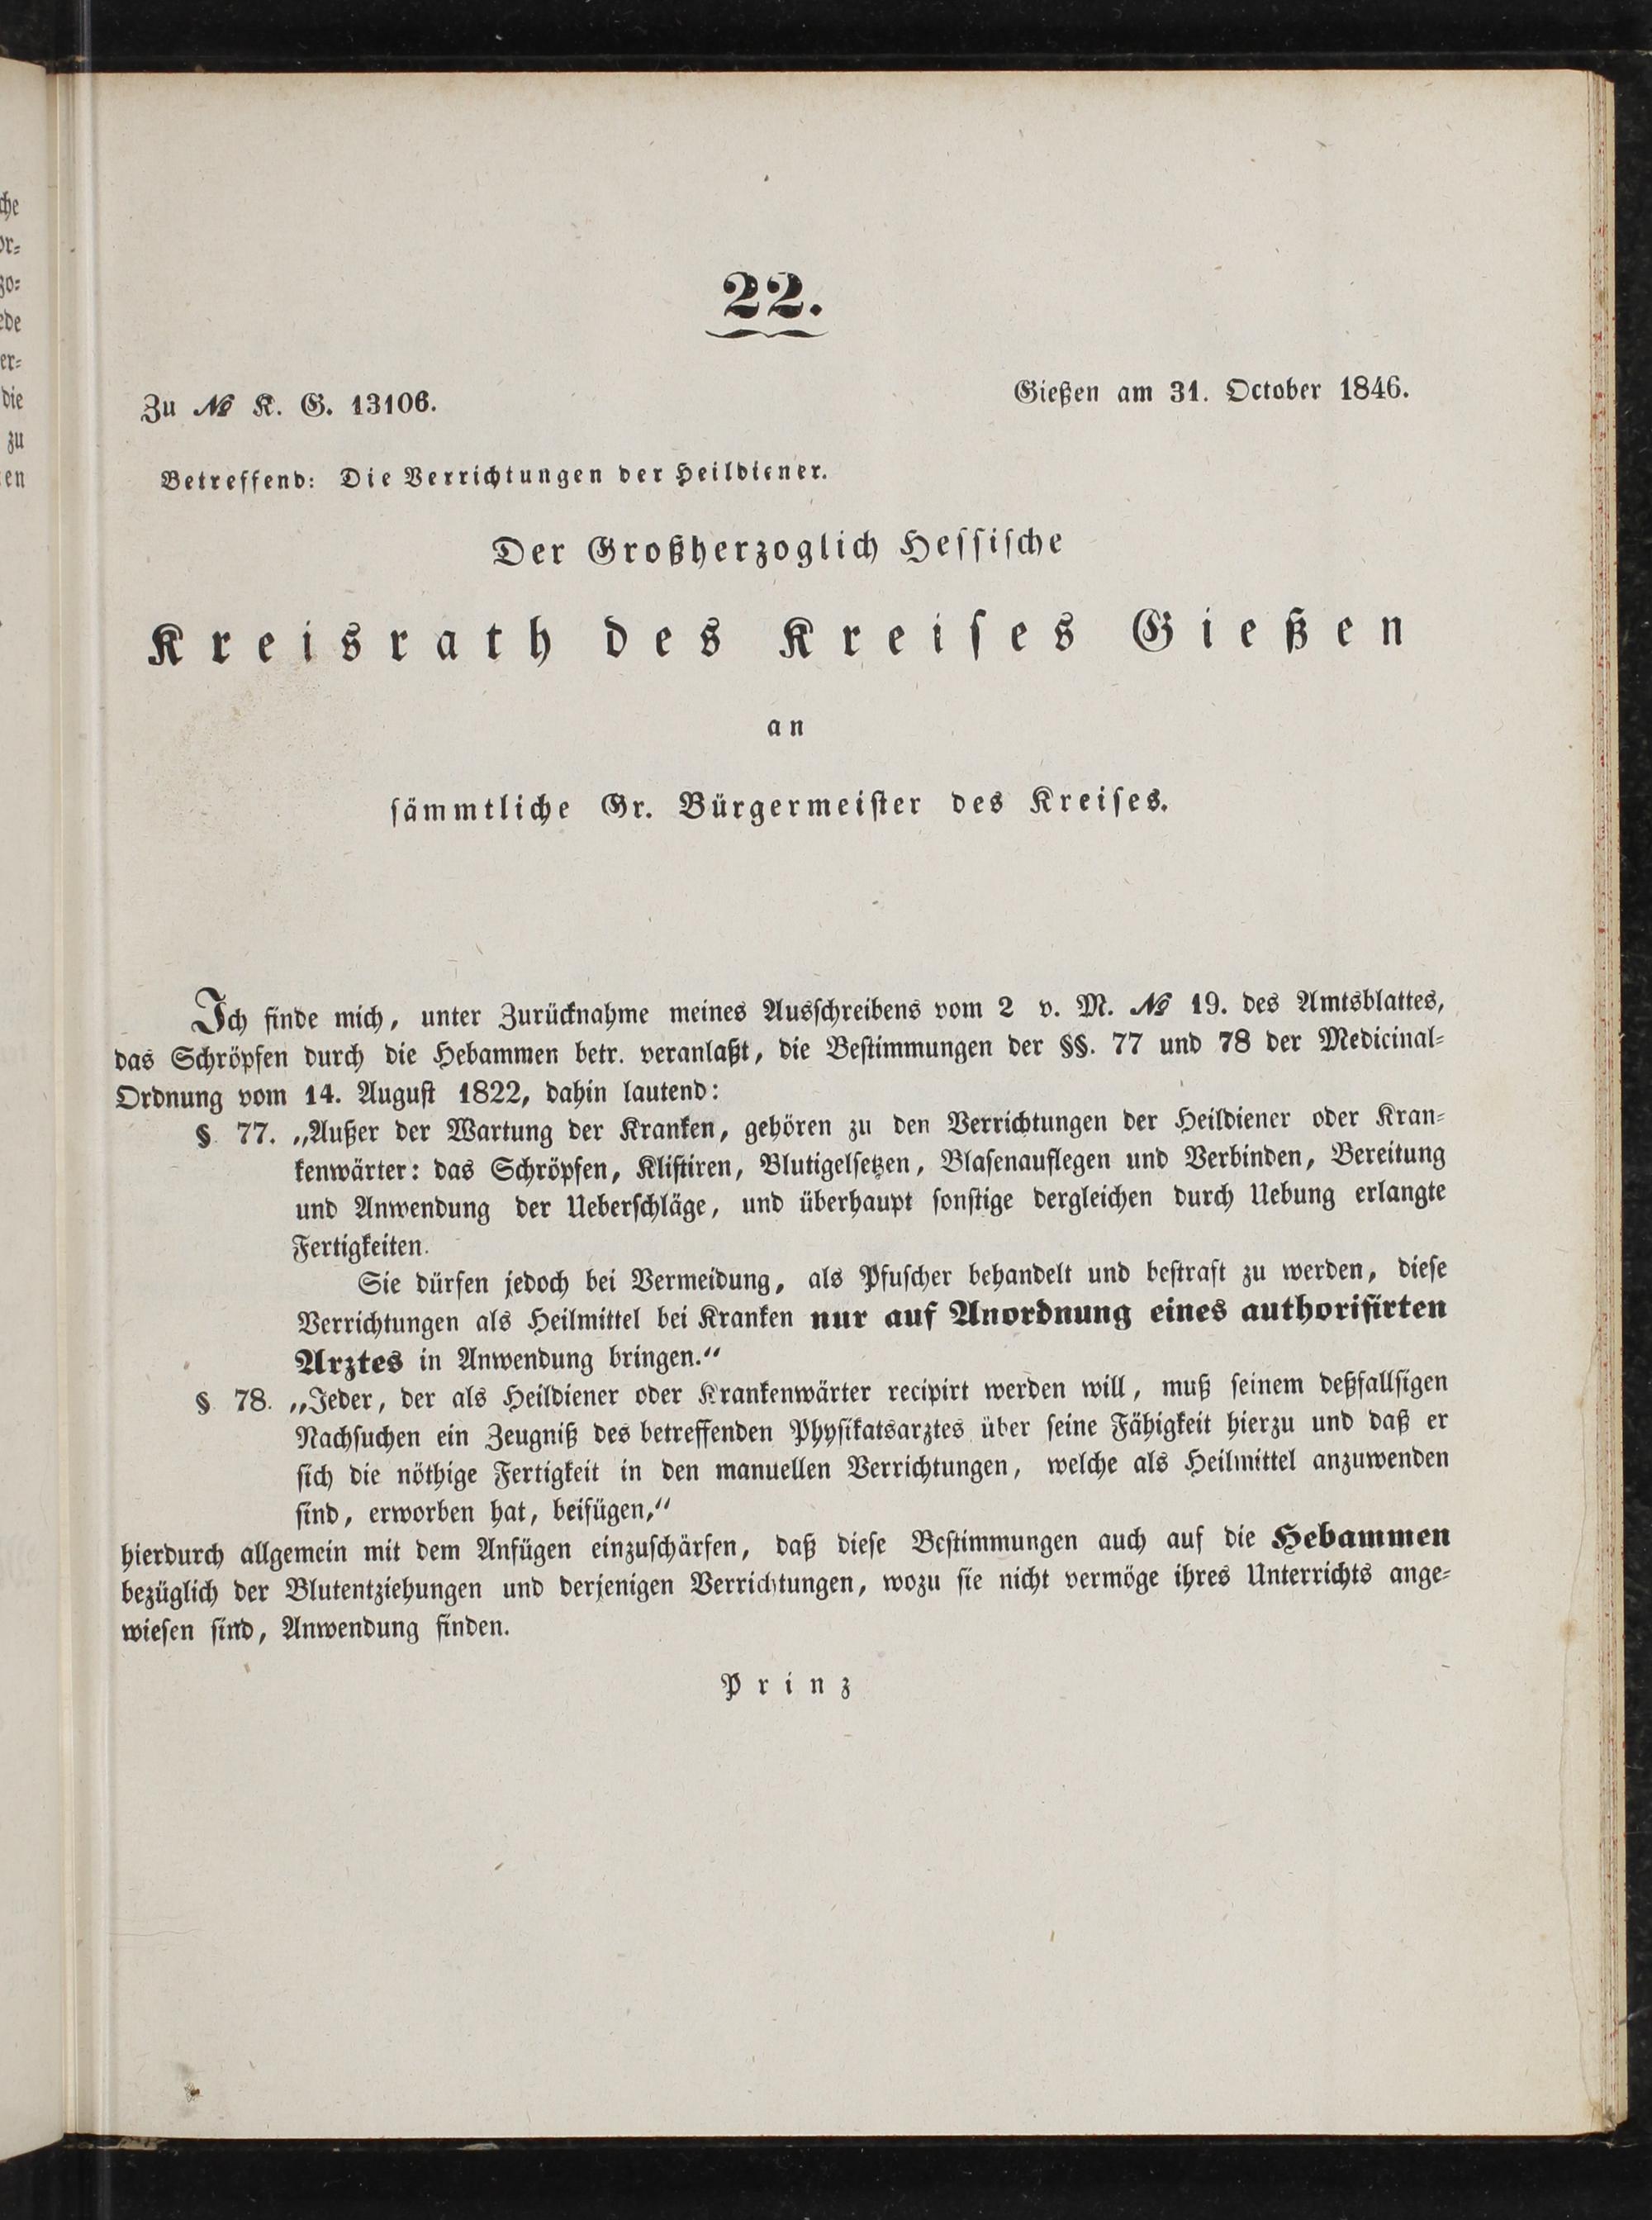 che
or-
zo-
ede
er-
die
zu
en
22.
Zu № K. G. 13106.
Gießen am 31. October 1846.
Betreffend: Die Verrichtungen der Heildiener.
Der Großherzoglich Hessische
Kreisrath des Kreises Gießen
an
sämmtliche Gr. Bürgermeister des Kreises.
Ich finde mich, unter Zurücknahme meines Ausschreibens vom 2 v. M. № 19. des Amtsblattes,
das Schröpfen durch die Hebammen betr. veranlaßt, die Bestimmungen der §§. 77 und 78 der Medicinal-
Ordnung vom 14. August 1822, dahin lautend:
§ 77. „Außer der Wartung der Kranken, gehören zu den Verrichtungen der Heildiener oder Kran-
kenwärter: das Schröpfen, Klistiren, Blutigelsetzen, Blasenauflegen und Verbinden, Bereitung
und Anwendung der Ueberschläge, und überhaupt sonstige dergleichen durch Uebung erlangte
Fertigkeiten.
Sie dürfen jedoch bei Vermeidung, als Pfuscher behandelt und bestraft zu werden, diese
Verrichtungen als Heilmittel bei Kranken nur auf Anordnung eines authorisirten
Arztes in Anwendung bringen.“
§ 78. „Jeder, der als Heildiener oder Krankenwärter recipirt werden will, muß seinem deßfallsigen
Nachsuchen ein Zeugniß des betreffenden Physikatsarztes über seine Fähigkeit hierzu und daß er
sich die nöthige Fertigkeit in den manuellen Verrichtungen, welche als Heilmittel anzuwenden
sind, erworben hat, beifügen,“
hierdurch allgemein mit dem Anfügen einzuschärfen, daß diese Bestimmungen auch auf die Hebammen
bezüglich der Blutentziehungen und derjenigen Verrichtungen, wozu sie nicht vermöge ihres Unterrichts ange-
wiesen sind, Anwendung finden.
Prinz